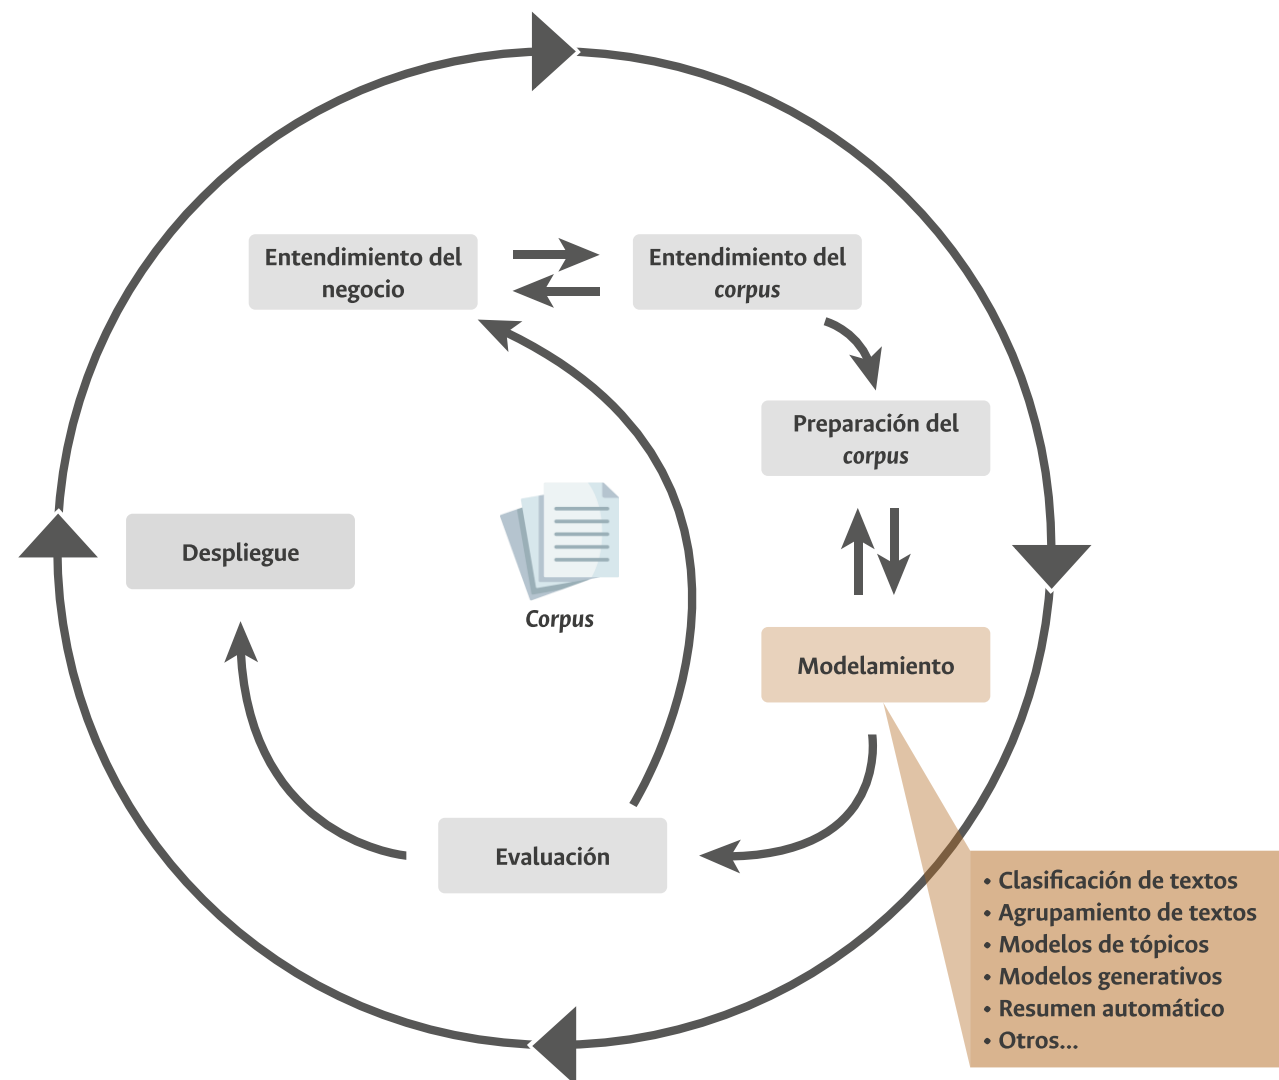 Entendimiento del
negocio
Entendimiento del
corpus
Preparación del
corpus
Despliegue
Corpus
Modelamiento
Evaluación
• Clasificación de textos
• Agrupamiento de textos
• Modelos de tópicos
• Modelos generativos
• Resumen automático
• Otros...